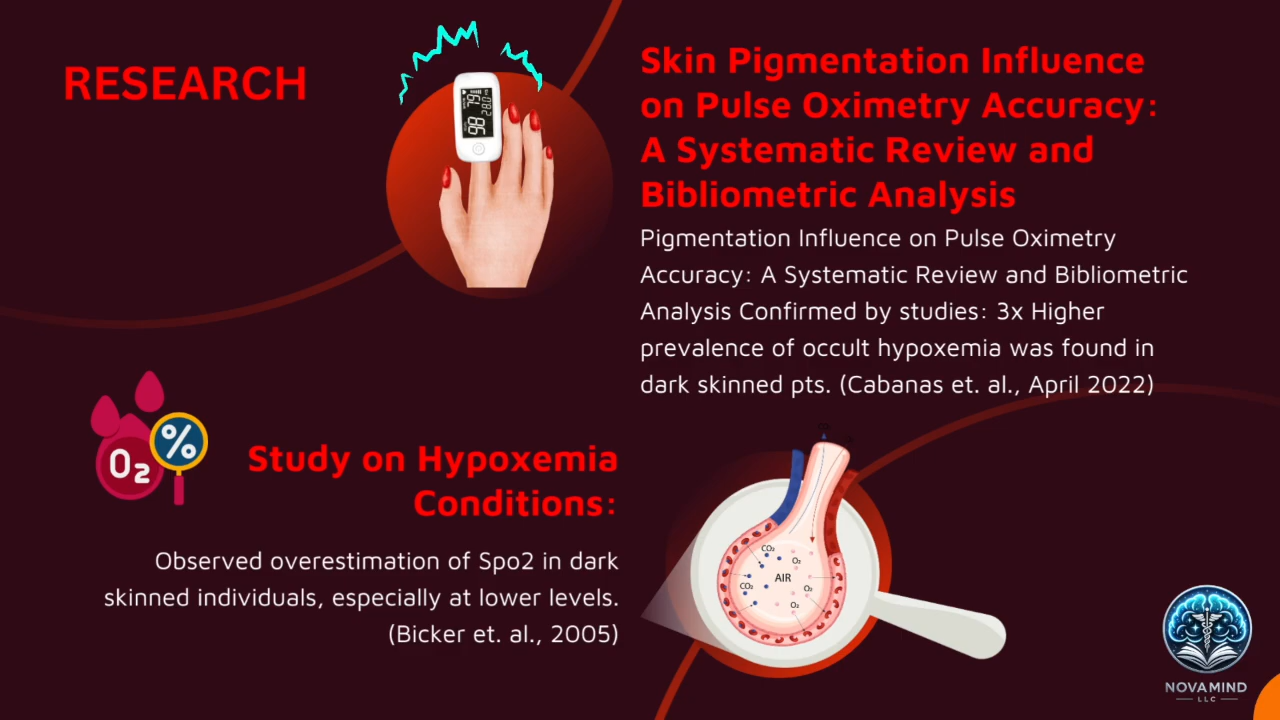 RESEARCH
Skin Pigmentation Influence
on Pulse Oximetry Accuracy:
A Systematic Review and
Bibliometric Analysis
Pigmentation Influence on Pulse Oximetry
Accuracy: A Systematic Review and Bibliometric
Analysis Confirmed by studies: 3x Higher
prevalence of occult hypoxemia was found in
dark skinned pts. (Cabanas et. al., April 2022)
O₂
%
Study on Hypoxemia
Conditions:
Observed overestimation of Spo2 in dark
skinned individuals, especially at lower levels.
(Bicker et. al., 2005)
CO₂
O₂
AIR
CO₂
O₂
O₂
NOVAMIND
LLC